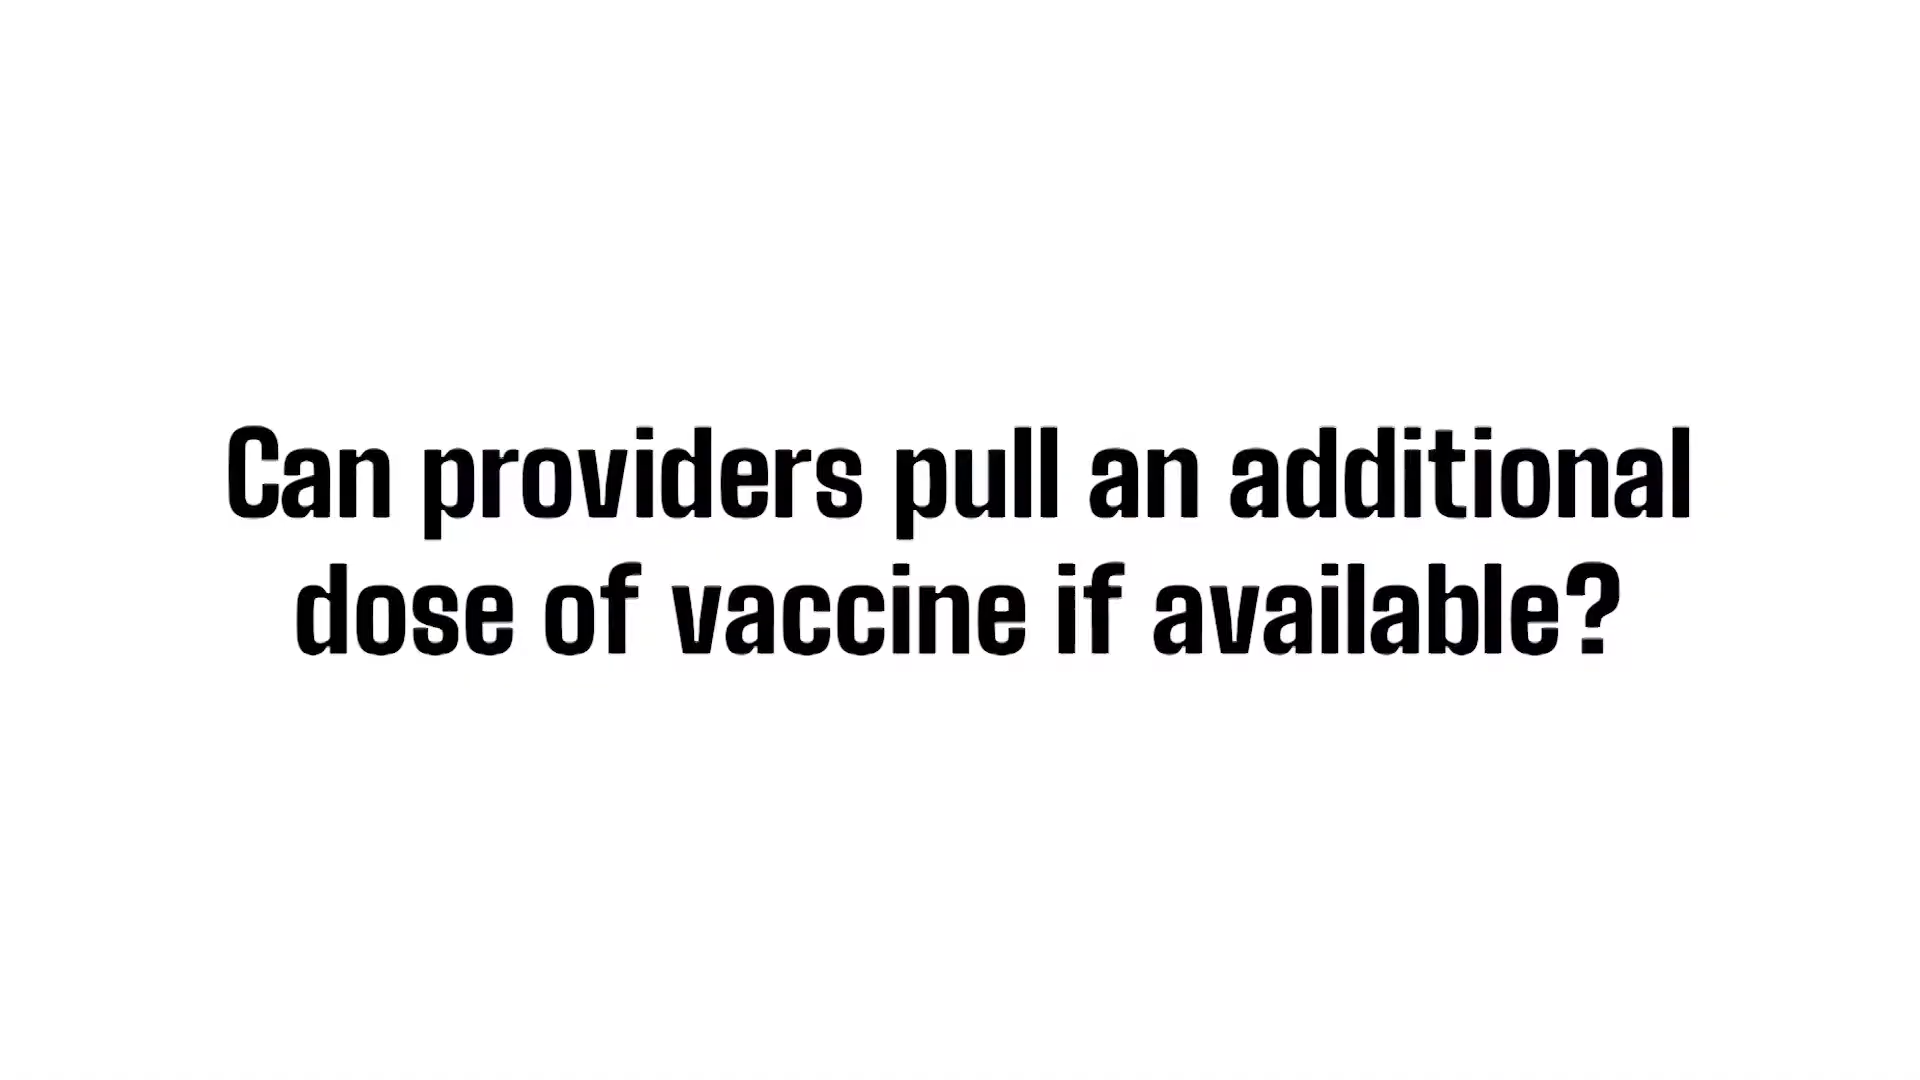 Can providers pull an additional
dose of vaccine if available?